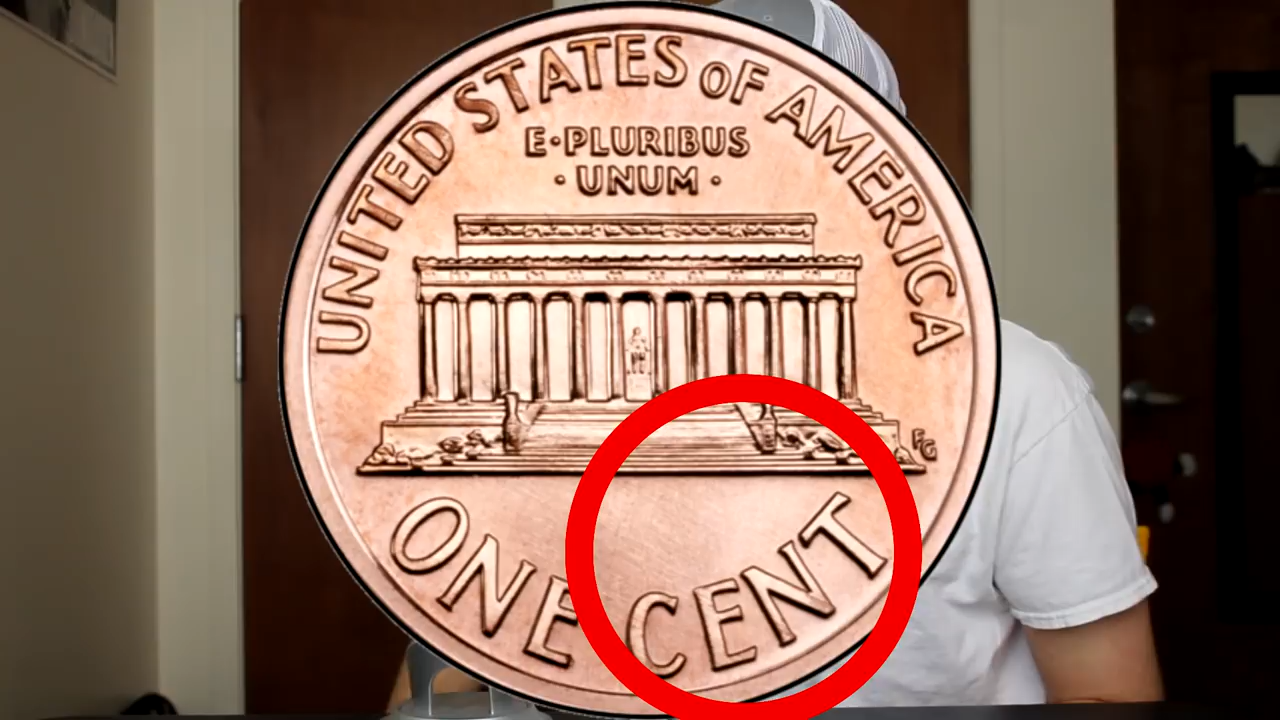 UNITED STATES OF AMERICA
E·PLURIBUS
·UNUM·
FG
ONE CENT